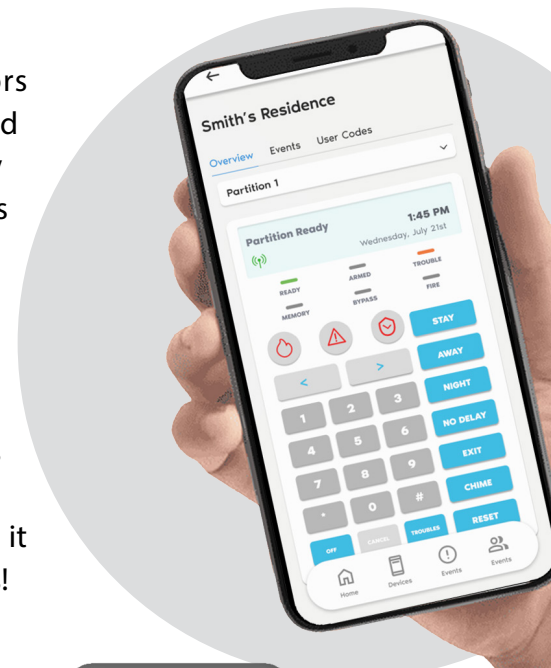 ors
d
y
s
it
!
Smith's Residence
Overview Events User Codes
Partition 1
Partition Ready 1:45 PM
Wednesday, July 21st
READY ARMED TROUBLE
MEMORY BYPASS FIRE
STAY
< > AWAY
1 2 3 NIGHT
4 5 6 NO DELAY
7 8 9 EXIT
* 0 # CHIME
OFF CANCEL TROUBLES RESET
Home Devices Events Events